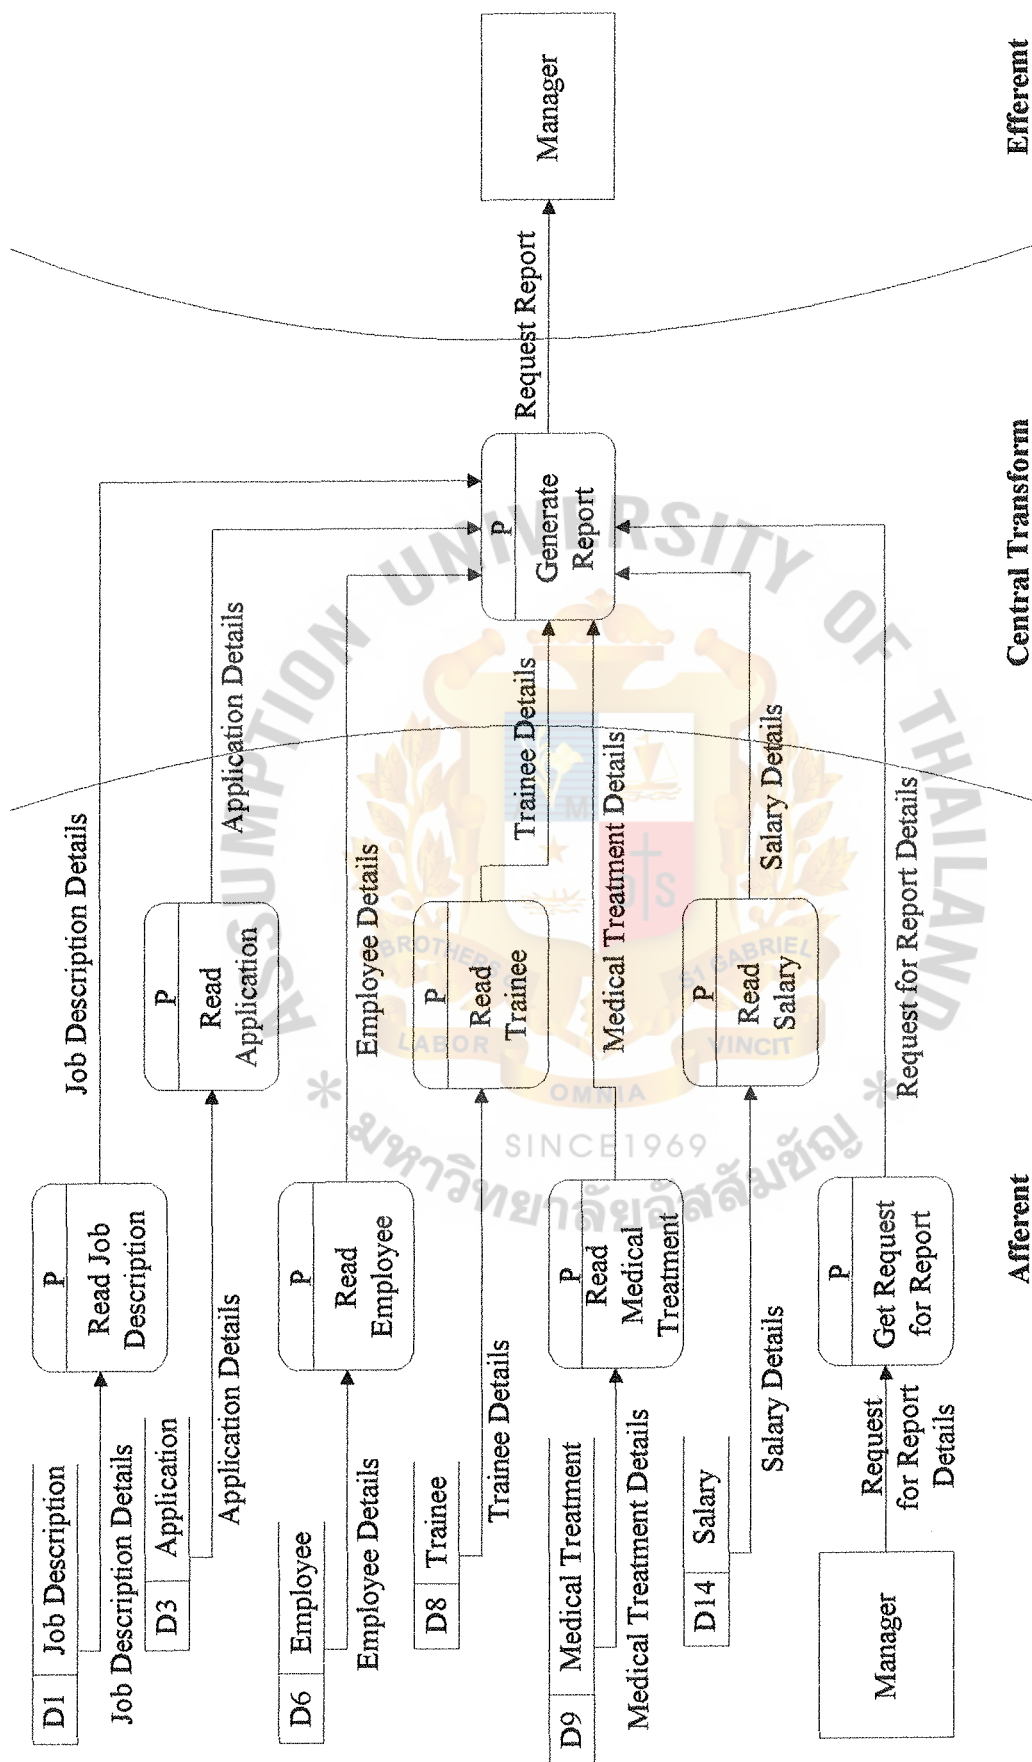 D1
Job Description
Job Description Details
P
Read Job
Description
Job Description Details
D3
Application
Application Details
P
Read
Application
Application Details
D6
Employee
Employee Details
P
Read
Employee
Employee Details
D8
Trainee
Trainee Details
P
Read
Trainee
Trainee Details
D9
Medical Treatment
Medical Treatment Details
P
Read
Medical
Treatment
Medical Treatment Details
D14
Salary
Salary Details
P
Read
Salary
Salary Details
Manager
Request
for Report
Details
P
Get Request
for Report
Request for Report Details
P
Generate
Report
Request Report
Manager
Afferent
Central Transform
Efferent
ASSUMPTION UNIVERSITY OF THAILAND
BROTHERS
ST GABRIEL
LABOR
OMNIA
VINCIT
SINCE1969
มหาวิทยาลัยอัสสัมชัญ